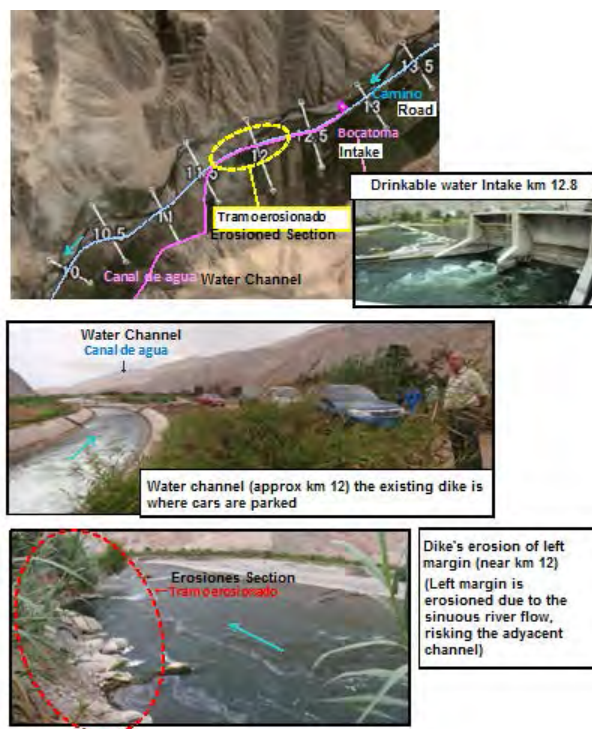 13.5
Camino
13
Road
12.5
Bocatoma
Intake
12
11.5
Drinkable water Intake km 12.8
Tramo erosionado
Erosioned Section
11
10.5
10
Canal de agua Water Channel
Water Channel
Canal de agua
Water channel (approx km 12) the existing dike is
where cars are parked
Erosiones Section
Tramo erosionado
Dike's erosion of left
margin (near km 12)
(Left margin is
erosioned due to the
sinuous river flow,
risking the adjacent
channel)